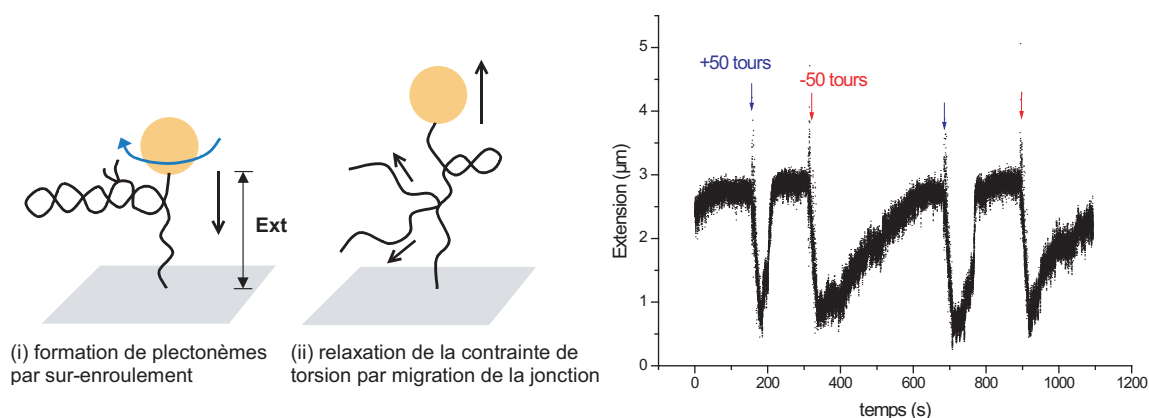 Ext
(i) formation de plectonèmes
par sur-enroulement
(ii) relaxation de la contrainte de
torsion par migration de la jonction
+50 tours
-50 tours
Extension (µm)
5
4
3
2
1
0
0
200
400
600
800
1000
1200
temps (s)